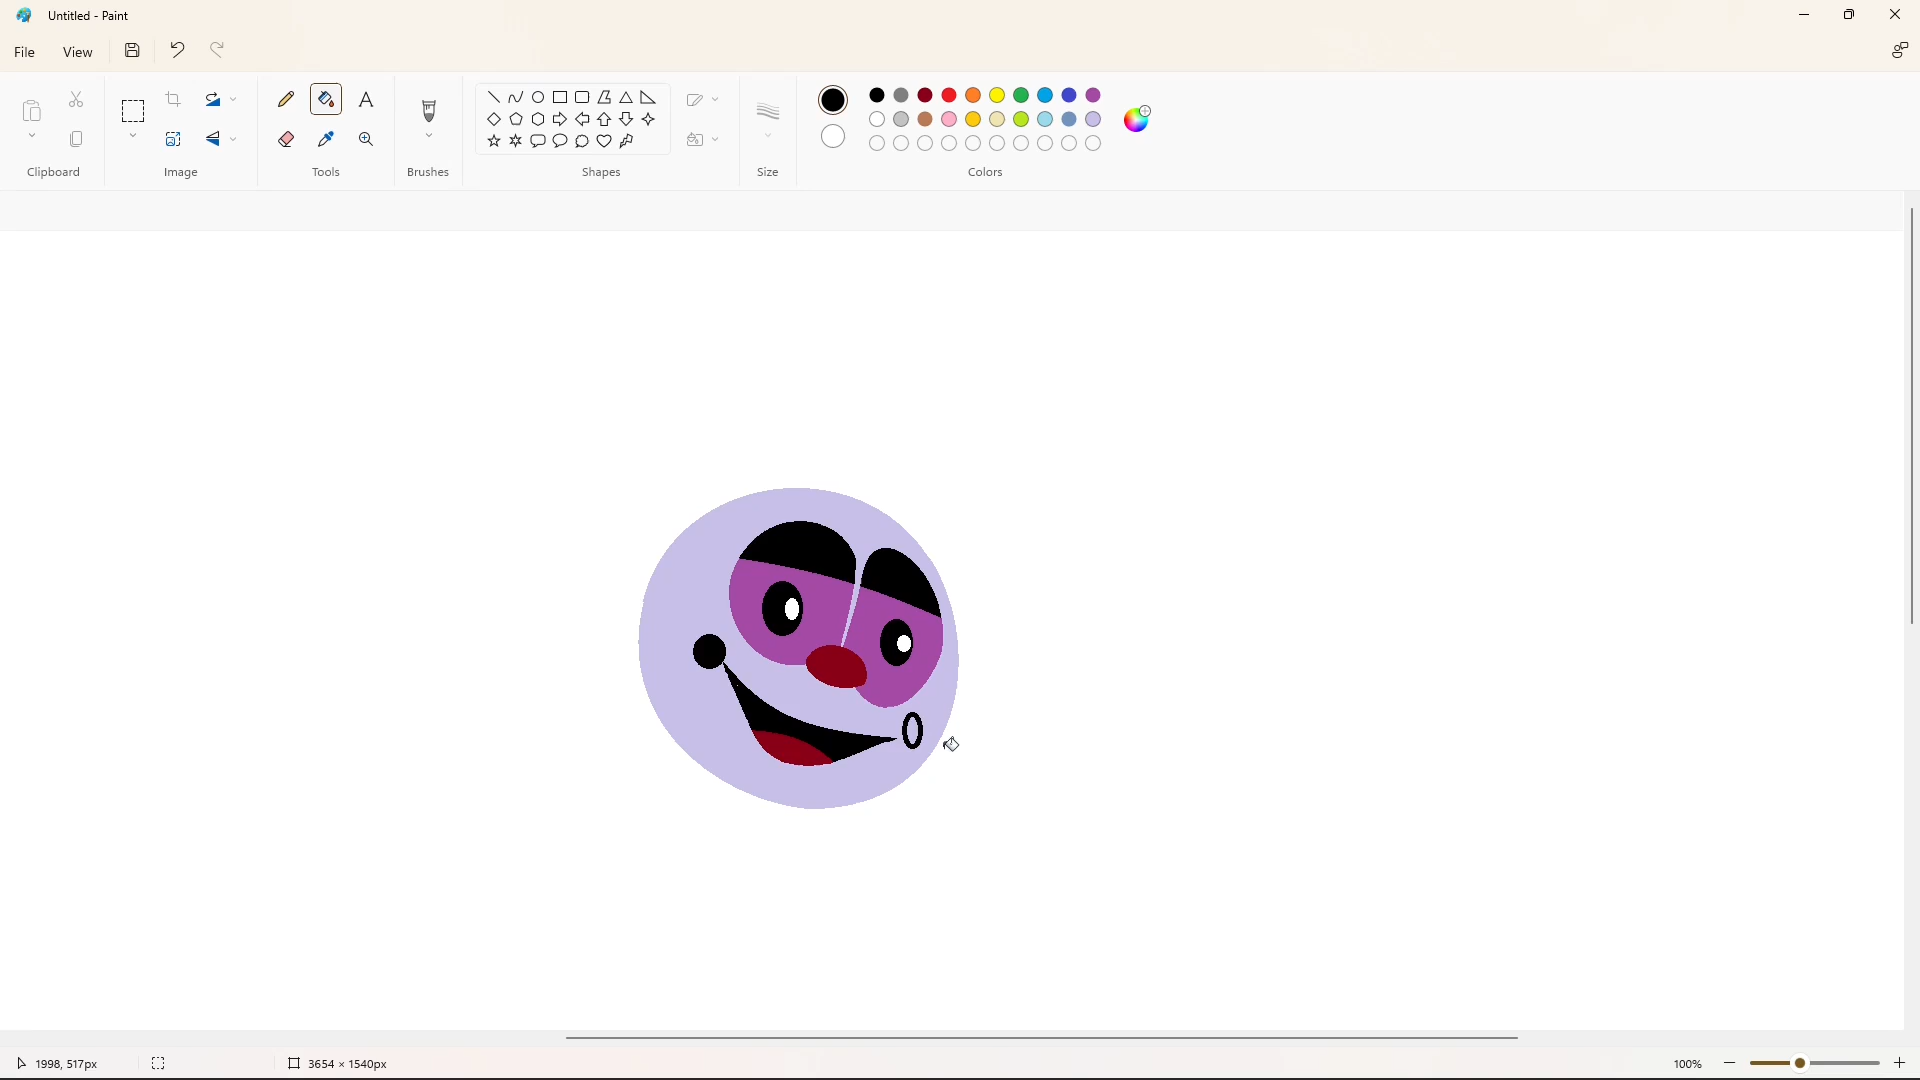 Untitled - Paint
File View
Clipboard Image Tools Brushes Shapes Size Colors
1998, 517px 3654 × 1540px 100%